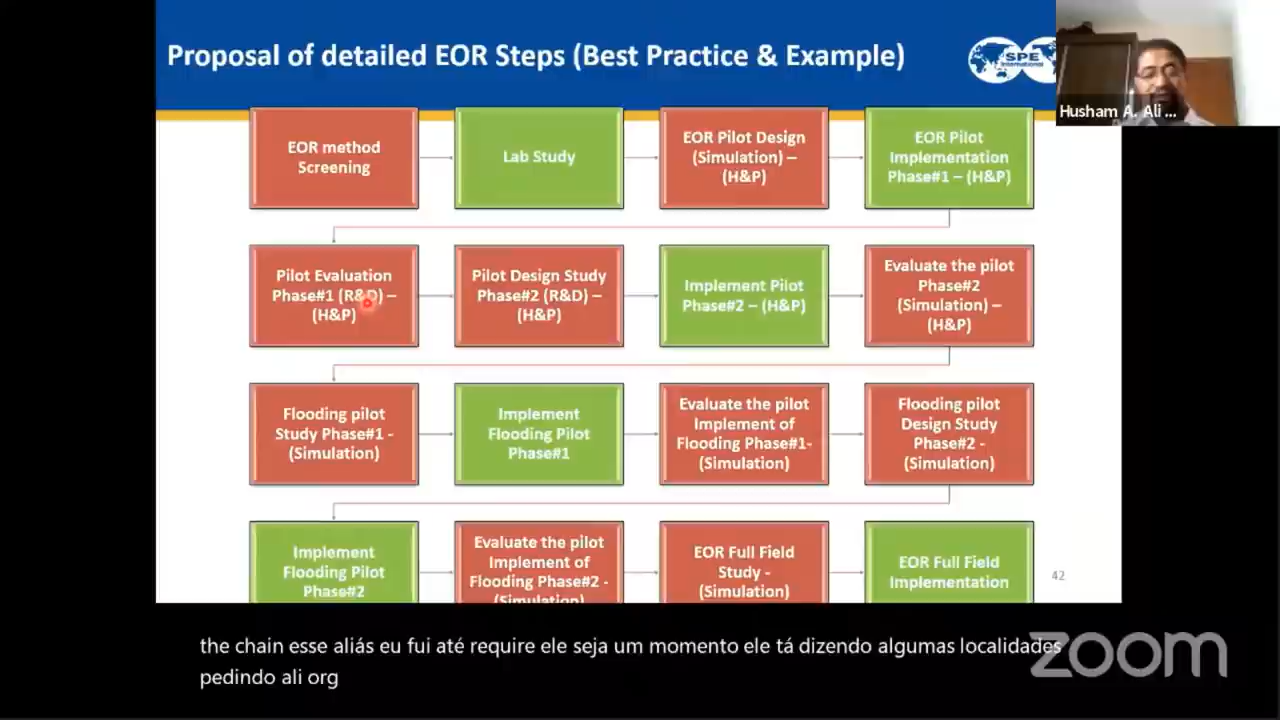 Proposal of detailed EOR Steps (Best Practice & Example)
SPE
International
Husham A. Ali ...
EOR method
Screening
Lab Study
EOR Pilot Design
(Simulation) –
(H&P)
EOR Pilot
Implementation
Phase#1 – (H&P)
Pilot Evaluation
Phase#1 (R&D) –
(H&P)
Pilot Design Study
Phase#2 (R&D) –
(H&P)
Implement Pilot
Phase#2 – (H&P)
Evaluate the pilot
Phase#2
(Simulation) –
(H&P)
Flooding pilot
Study Phase#1 -
(Simulation)
Implement
Flooding Pilot
Phase#1
Evaluate the pilot
Implement of
Flooding Phase#1-
(Simulation)
Flooding pilot
Design Study
Phase#2 -
(Simulation)
Implement
Flooding Pilot
Phase#2
Evaluate the pilot
Implement of
Flooding Phase#2 -
(Simulation)
EOR Full Field
Study -
(Simulation)
EOR Full Field
Implementation
42
the chain esse aliás eu fui até require ele seja um momento ele tá dizendo algumas localidades
pedindo ali org
zoom